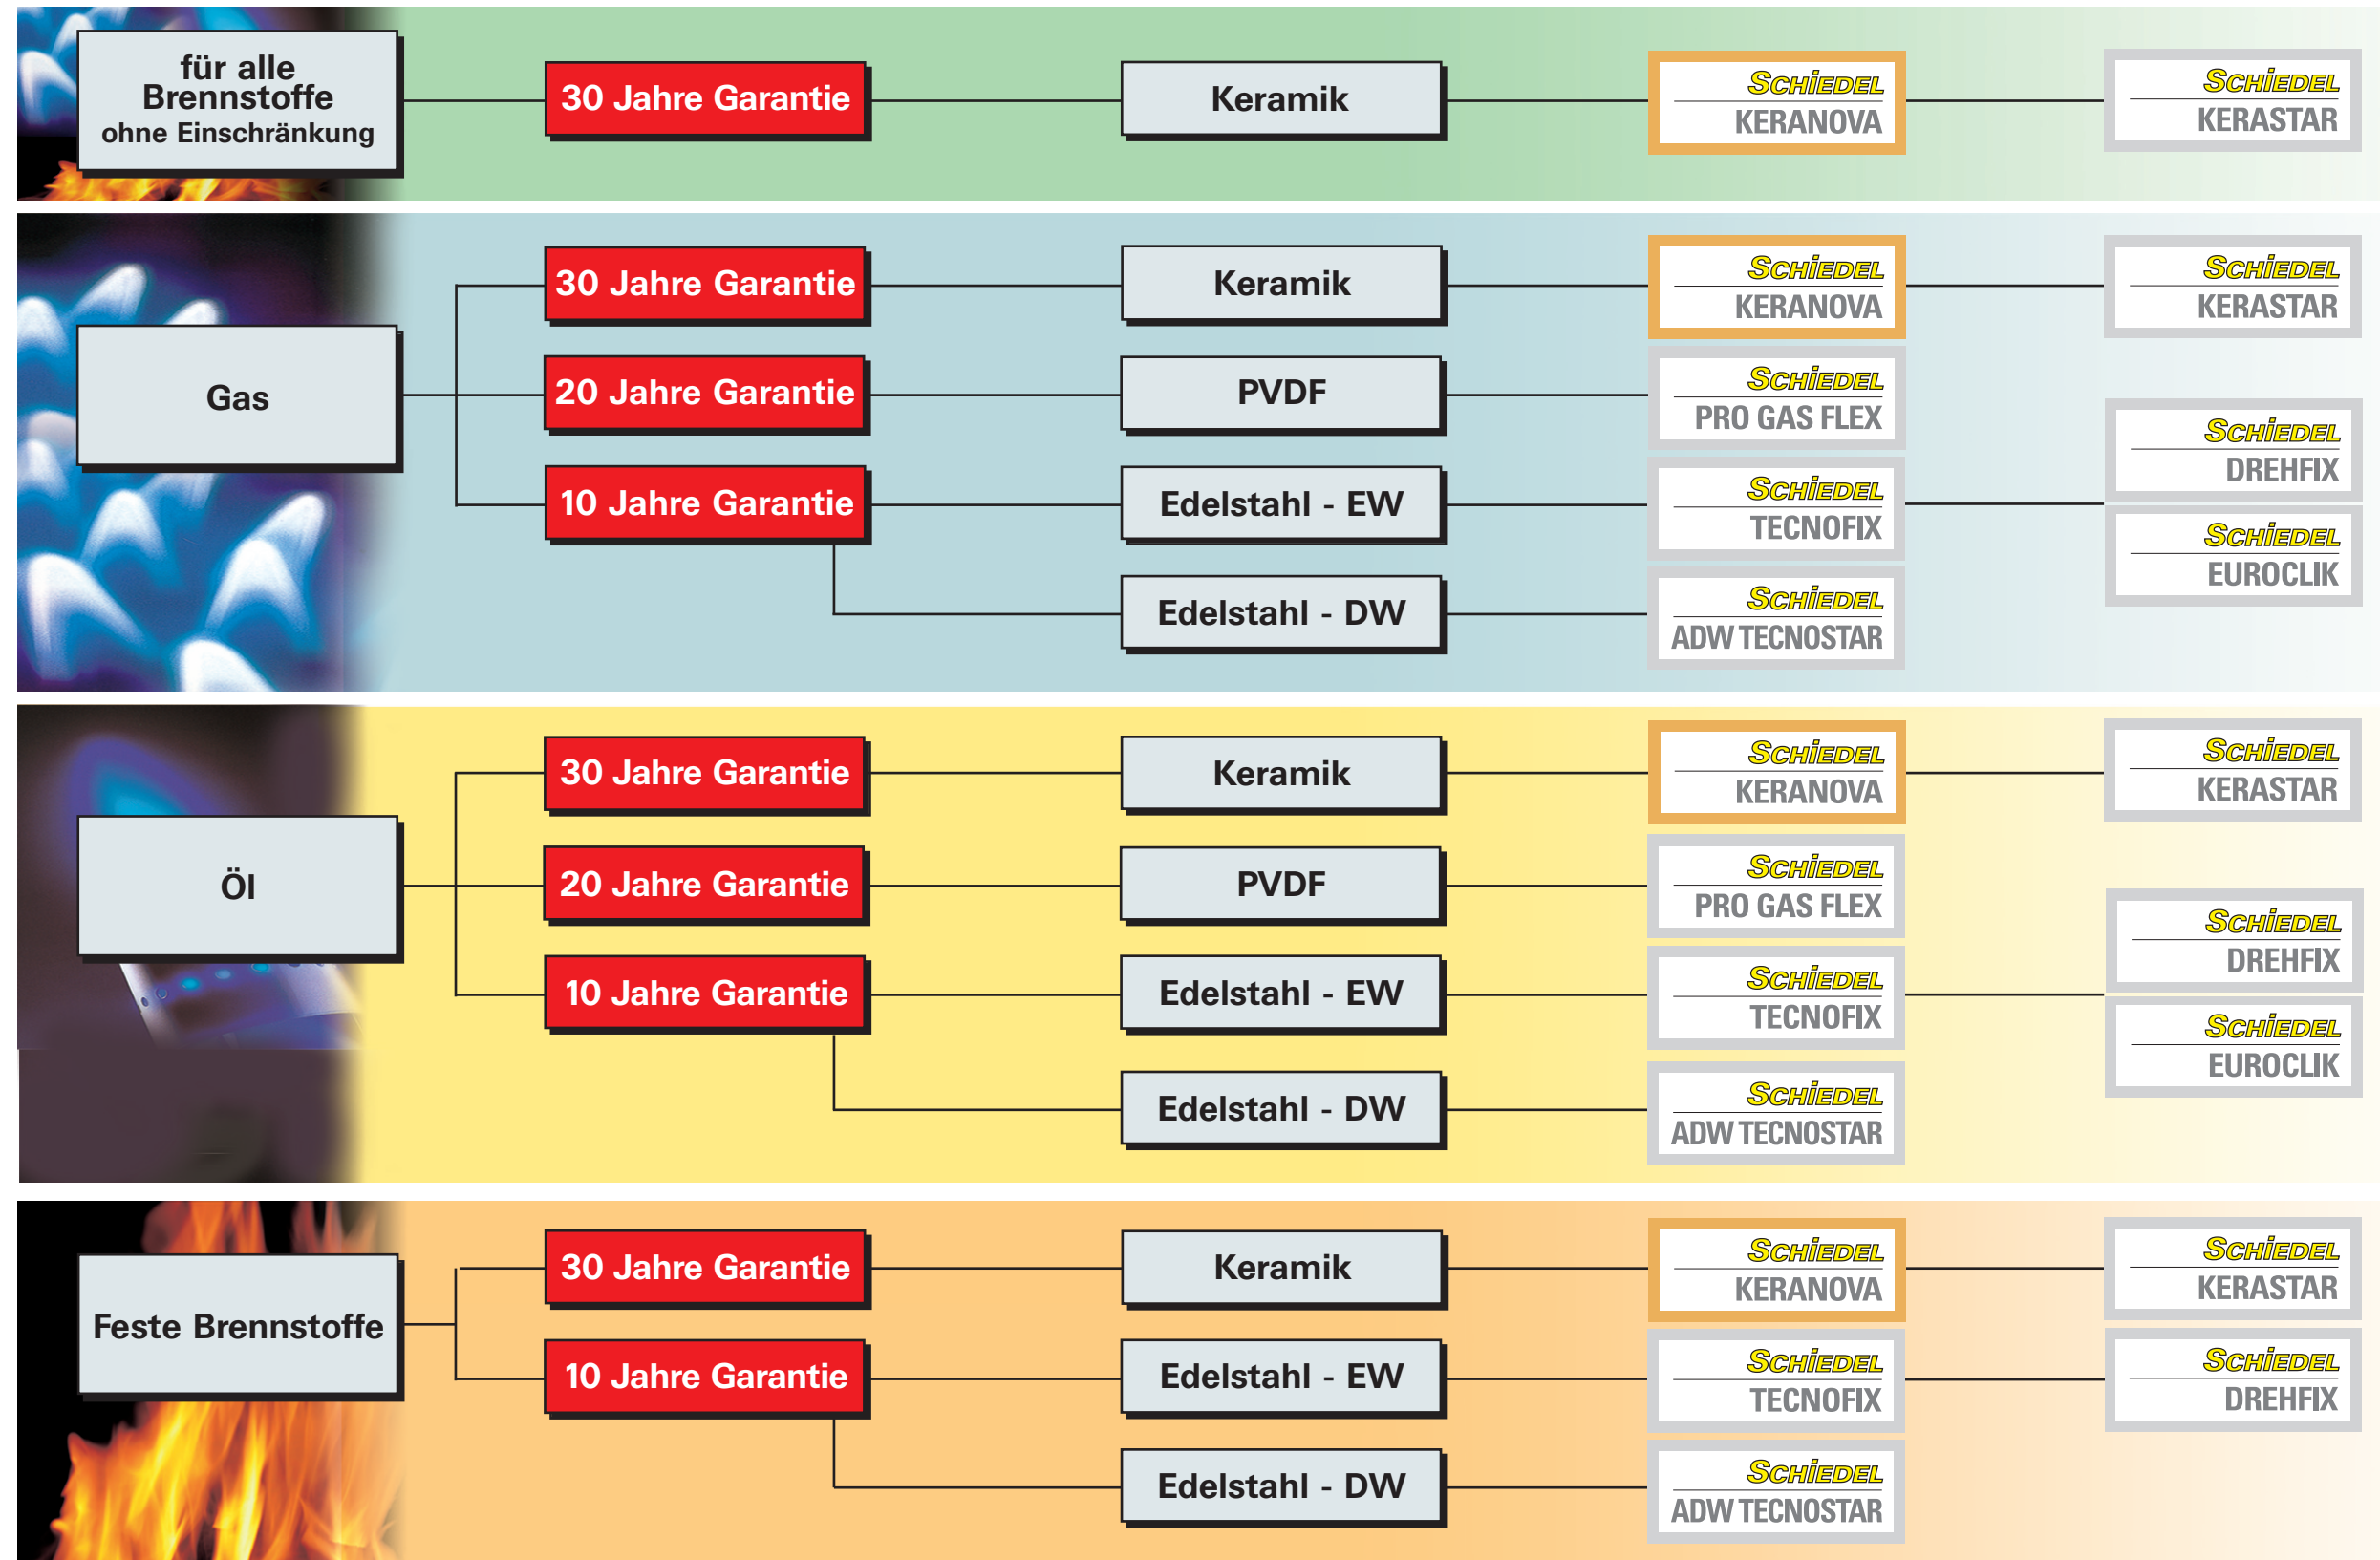 für alle
Brennstoffe
ohne Einschränkung
30 Jahre Garantie
Keramik
SCHiEDEL
KERANOVA
SCHiEDEL
KERASTAR
Gas
30 Jahre Garantie
Keramik
SCHiEDEL
KERANOVA
SCHiEDEL
KERASTAR
20 Jahre Garantie
PVDF
SCHiEDEL
PRO GAS FLEX
10 Jahre Garantie
Edelstahl - EW
SCHiEDEL
TECNOFIX
SCHiEDEL
DREHFIX
SCHiEDEL
EUROCLIK
Edelstahl - DW
SCHiEDEL
ADW TECNOSTAR
Öl
30 Jahre Garantie
Keramik
SCHiEDEL
KERANOVA
SCHiEDEL
KERASTAR
20 Jahre Garantie
PVDF
SCHiEDEL
PRO GAS FLEX
10 Jahre Garantie
Edelstahl - EW
SCHiEDEL
TECNOFIX
SCHiEDEL
DREHFIX
SCHiEDEL
EUROCLIK
Edelstahl - DW
SCHiEDEL
ADW TECNOSTAR
Feste Brennstoffe
30 Jahre Garantie
Keramik
SCHiEDEL
KERANOVA
SCHiEDEL
KERASTAR
10 Jahre Garantie
Edelstahl - EW
SCHiEDEL
TECNOFIX
SCHiEDEL
DREHFIX
Edelstahl - DW
SCHiEDEL
ADW TECNOSTAR